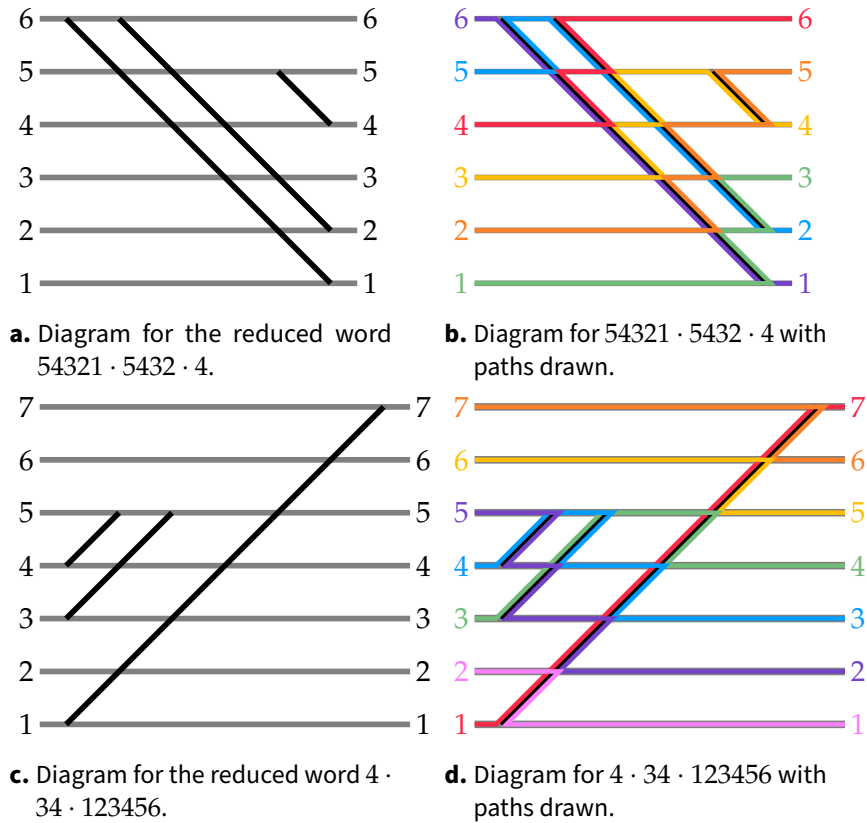 6 6 6 6
5 5 5 5
4 4 4 4
3 3 3 3
2 2 2 2
1 1 1 1
a. Diagram for the reduced word
54321 · 5432 · 4.
b. Diagram for 54321 · 5432 · 4 with
paths drawn.
7 7 7 7
6 6 6 6
5 5 5 5
4 4 4 4
3 3 3 3
2 2 2 2
1 1 1 1
c. Diagram for the reduced word 4 ·
34 · 123456.
d. Diagram for 4 · 34 · 123456 with
paths drawn.